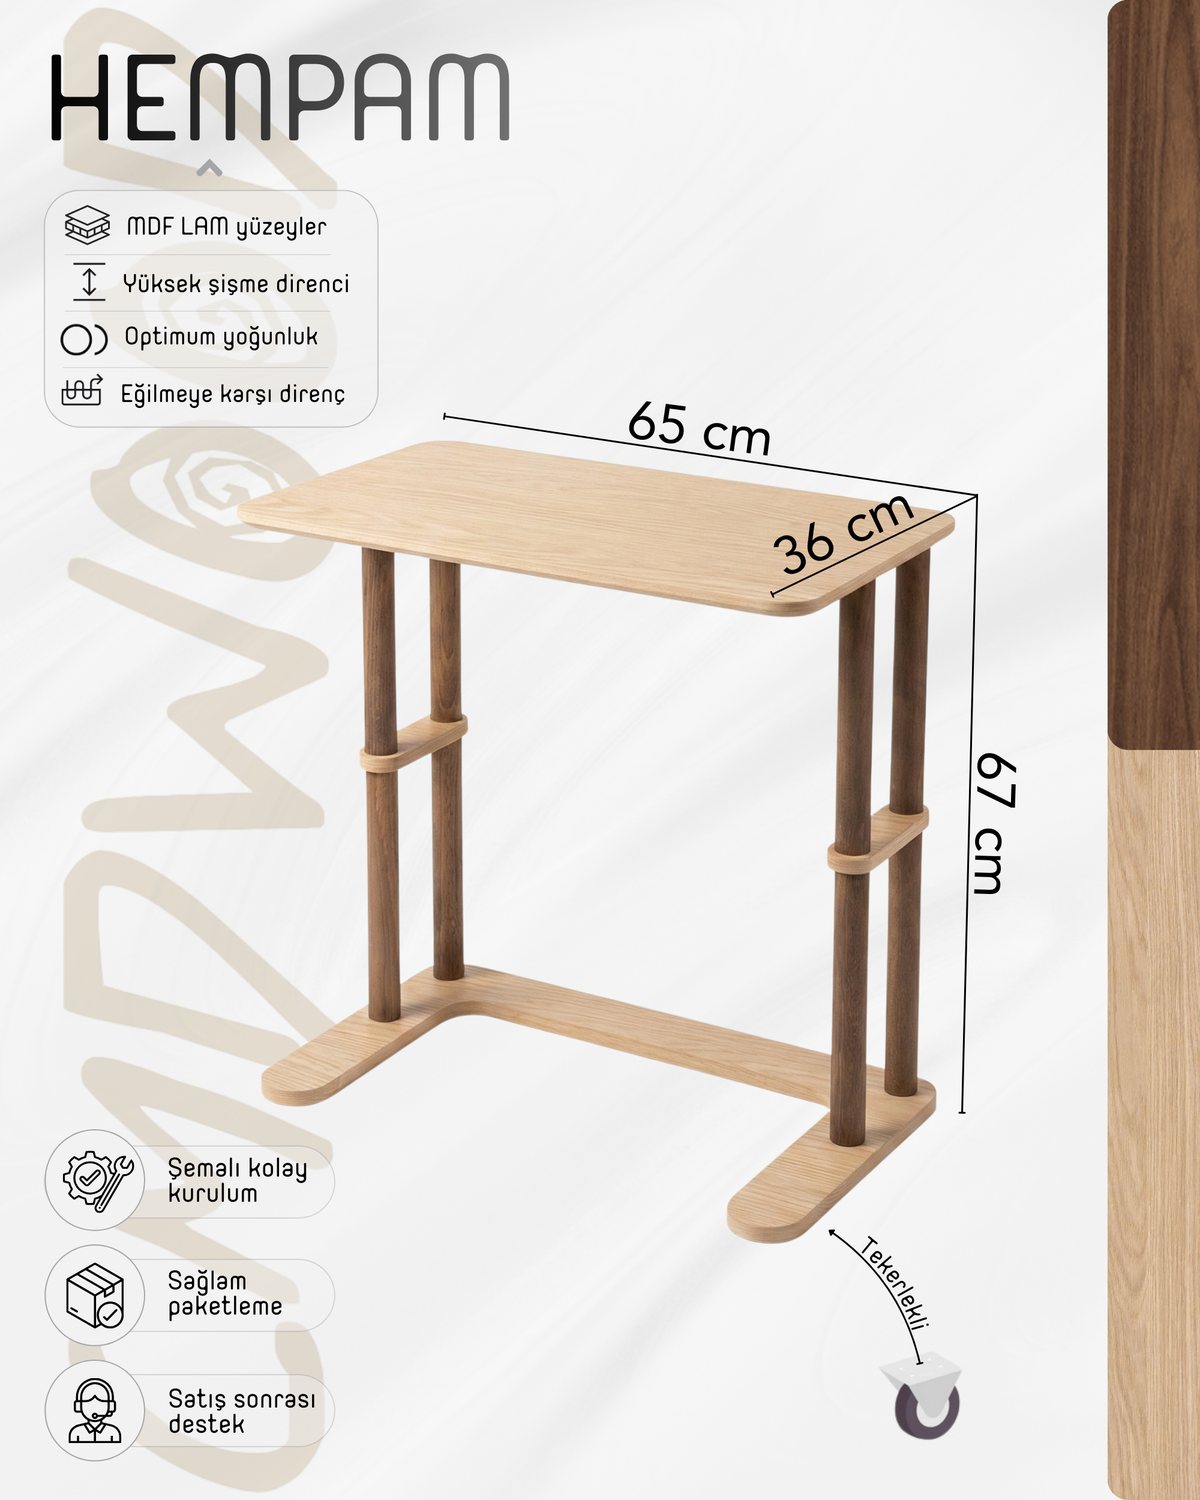 HEMPAM
MDF LAM yüzeyler
Yüksek şişme direnci
Optimum yoğunluk
Eğilmeye karşı direnç
65 cm
36 cm
67 cm
Şemalı kolay
kurulum
Sağlam
paketleme
Satış sonrası
destek
Tekerlekli